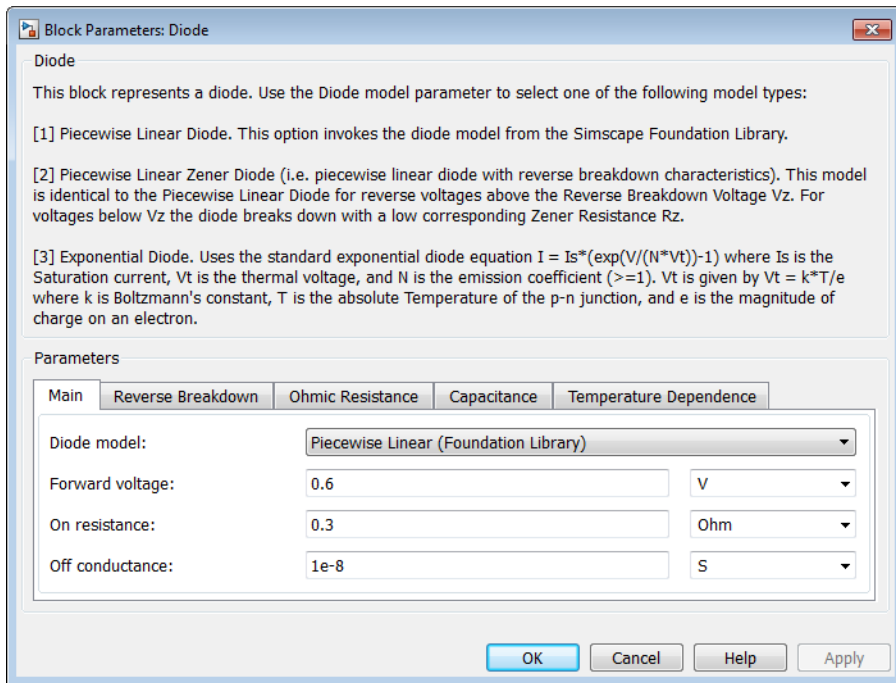 Block Parameters: Diode
Diode
This block represents a diode. Use the Diode model parameter to select one of the following model types:
[1] Piecewise Linear Diode. This option invokes the diode model from the Simscape Foundation Library.
[2] Piecewise Linear Zener Diode (i.e. piecewise linear diode with reverse breakdown characteristics). This model
is identical to the Piecewise Linear Diode for reverse voltages above the Reverse Breakdown Voltage Vz. For
voltages below Vz the diode breaks down with a low corresponding Zener Resistance Rz.
[3] Exponential Diode. Uses the standard exponential diode equation I = Is*(exp(V/(N*Vt))-1) where Is is the
Saturation current, Vt is the thermal voltage, and N is the emission coefficient (>=1). Vt is given by Vt = k*T/e
where k is Boltzmann's constant, T is the absolute Temperature of the p-n junction, and e is the magnitude of
charge on an electron.
Parameters
Main Reverse Breakdown Ohmic Resistance Capacitance Temperature Dependence
Diode model: Piecewise Linear (Foundation Library)
Forward voltage: 0.6 V
On resistance: 0.3 Ohm
Off conductance: 1e-8 S
OK Cancel Help Apply